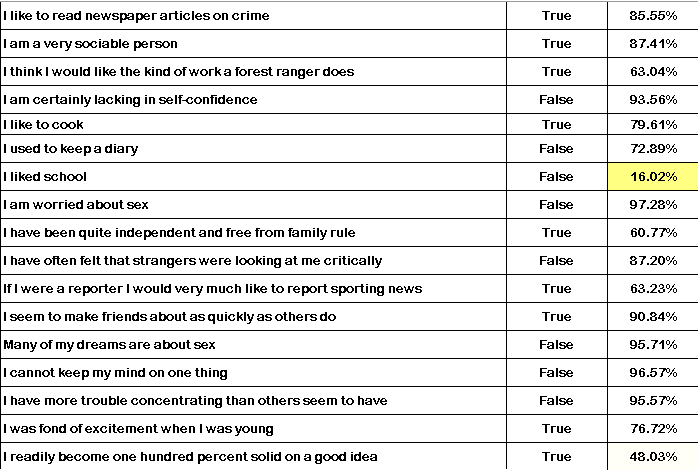 I like to read newspaper articles on crime True 85.55%
I am a very sociable person True 87.41%
I think I would like the kind of work a forest ranger does True 63.04%
I am certainly lacking in self-confidence False 93.56%
I like to cook True 79.61%
I used to keep a diary False 72.89%
I liked school False 16.02%
I am worried about sex False 97.28%
I have been quite independent and free from family rule True 60.77%
I have often felt that strangers were looking at me critically False 87.20%
If I were a reporter I would very much like to report sporting news True 63.23%
I seem to make friends about as quickly as others do True 90.84%
Many of my dreams are about sex False 95.71%
I cannot keep my mind on one thing False 96.57%
I have more trouble concentrating than others seem to have False 95.57%
I was fond of excitement when I was young True 76.72%
I readily become one hundred percent solid on a good idea True 48.03%